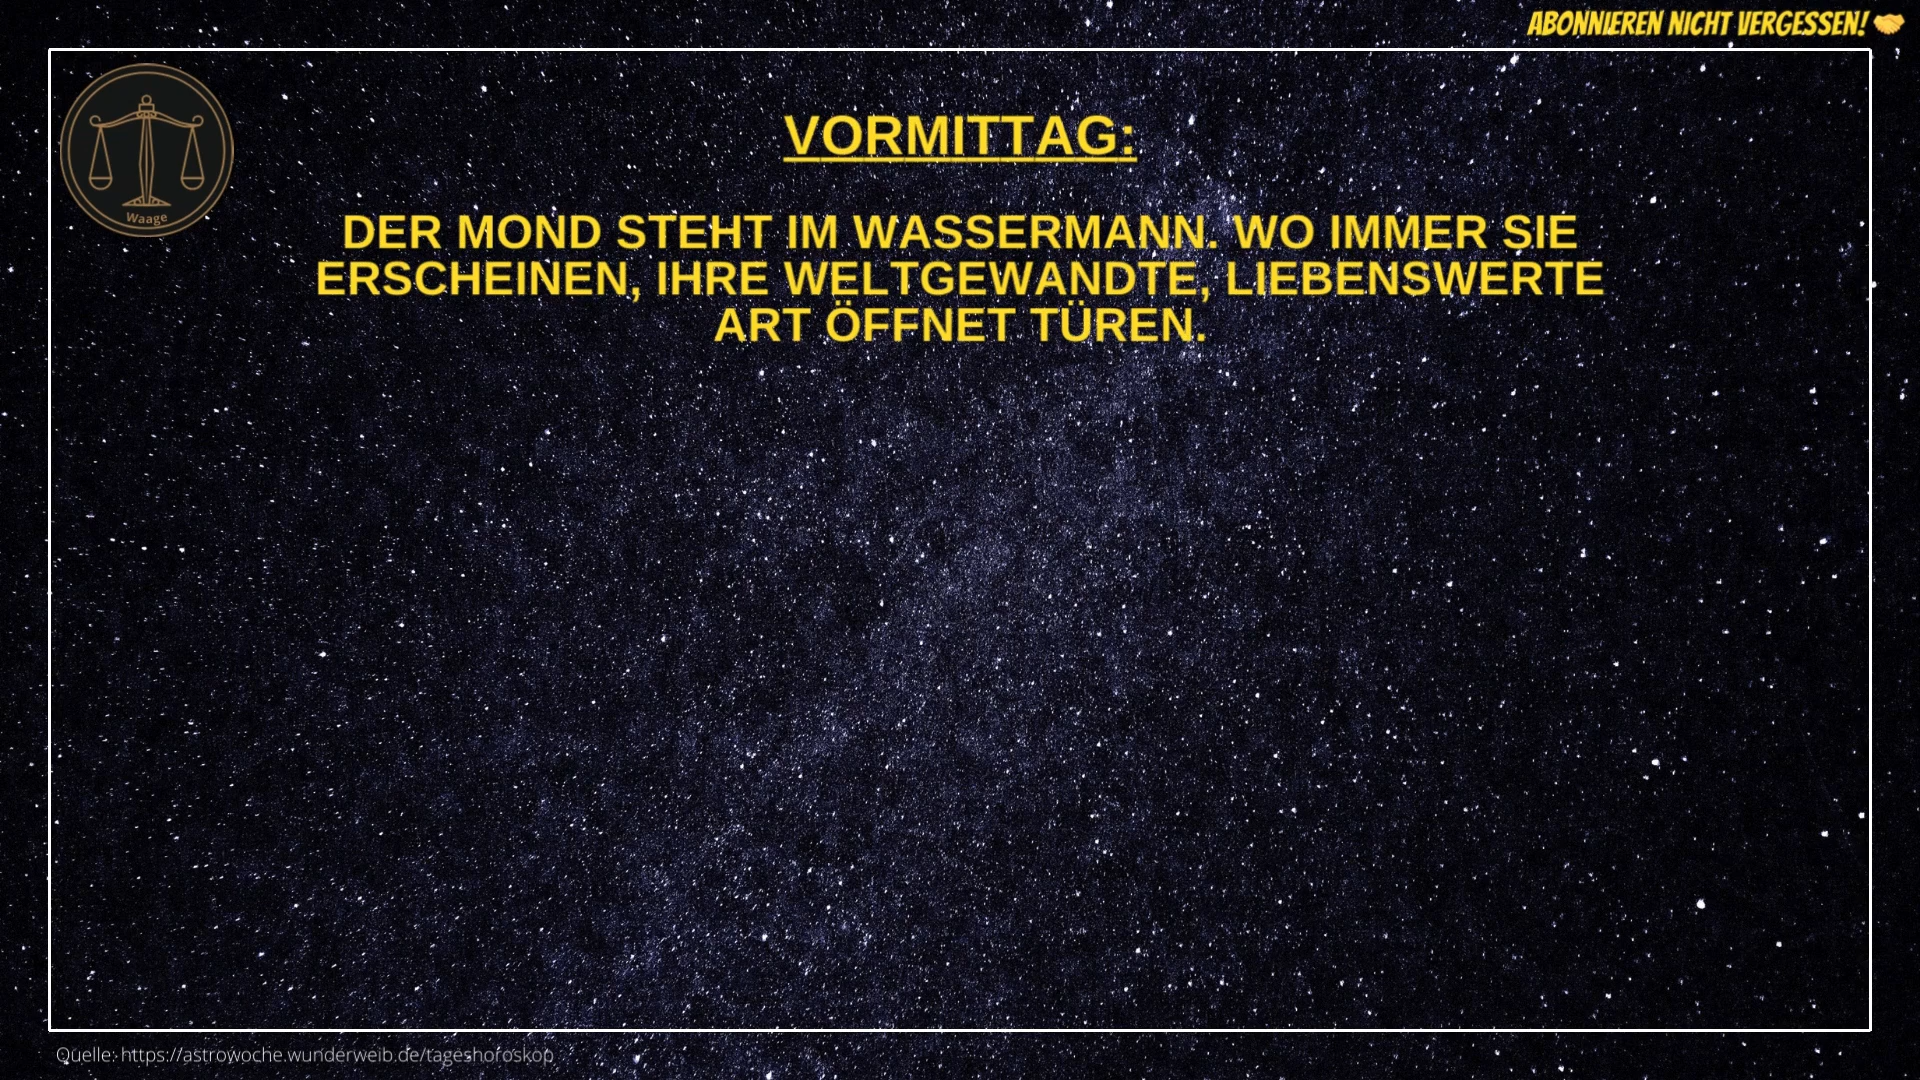 ABONNIEREN NICHT VERGESSEN!
Waage
VORMITTAG:
DER MOND STEHT IM WASSERMANN. WO IMMER SIE
ERSCHEINEN, IHRE WELTGEWANDTE, LIEBENSWERTE
ART ÖFFNET TÜREN.
Quelle: https://astrowoche.wunderweib.de/tageshoroskop